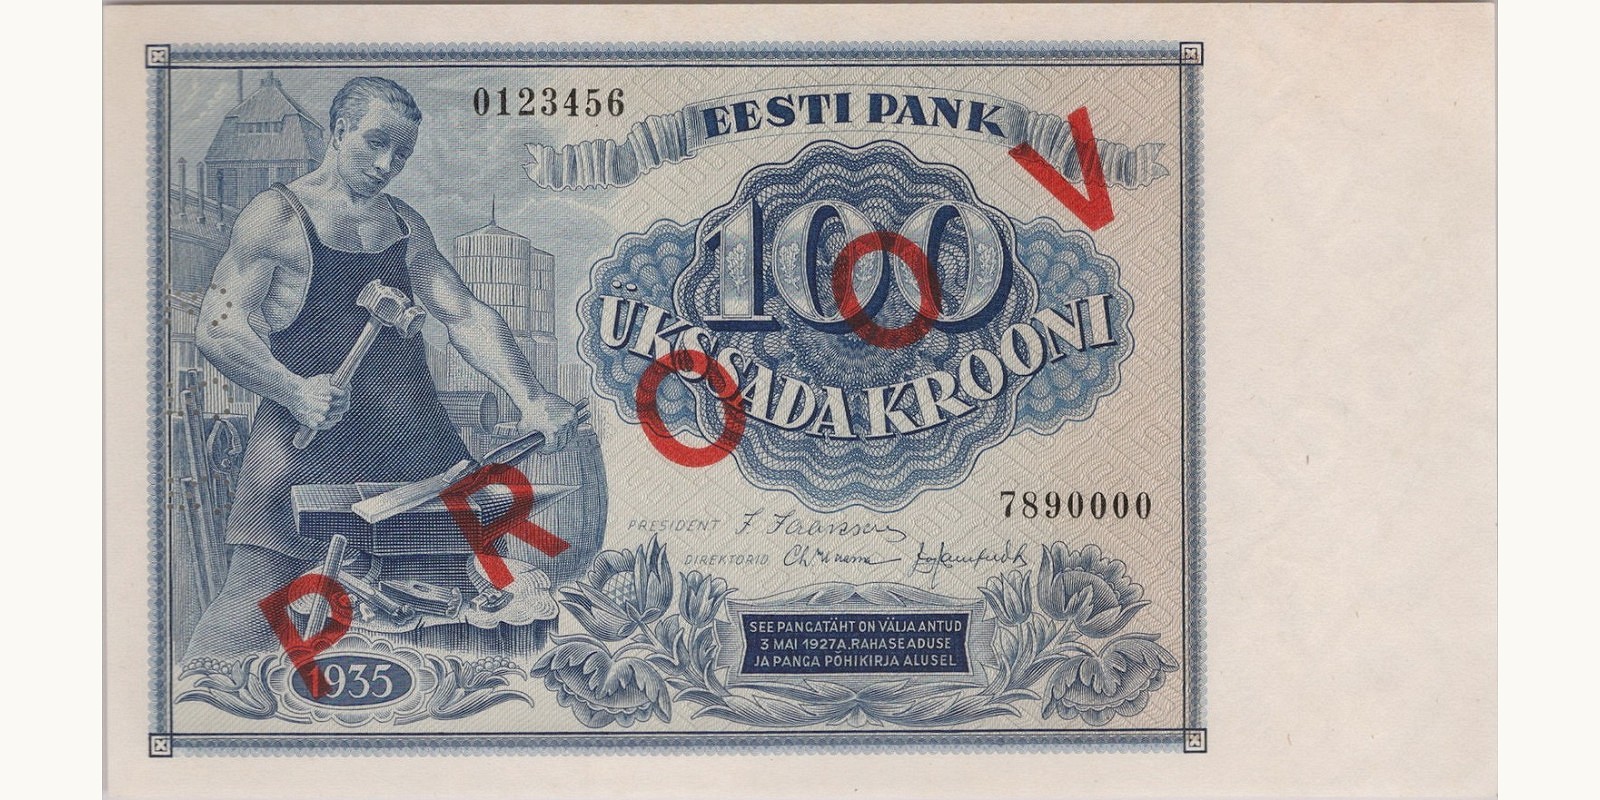 0123456
EESTI PANK
100
ÜKSSADA KROONI
PROOV
7890000
PRESIDENT
DIREKTORID
SEE PANGATÄHT ON VÄLJA ANTUD
3 MAI 1927 A. RAHASEADUSE
JA PANGA PÕHIKIRJA ALUSEL
1935